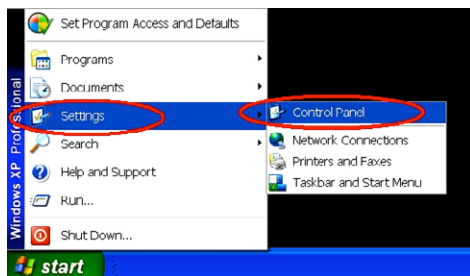 Set Program Access and Defaults
Programs
Documents
Settings
Search
Help and Support
Run...
Shut Down...
Windows XP Professional
Control Panel
Network Connections
Printers and Faxes
Taskbar and Start Menu
start